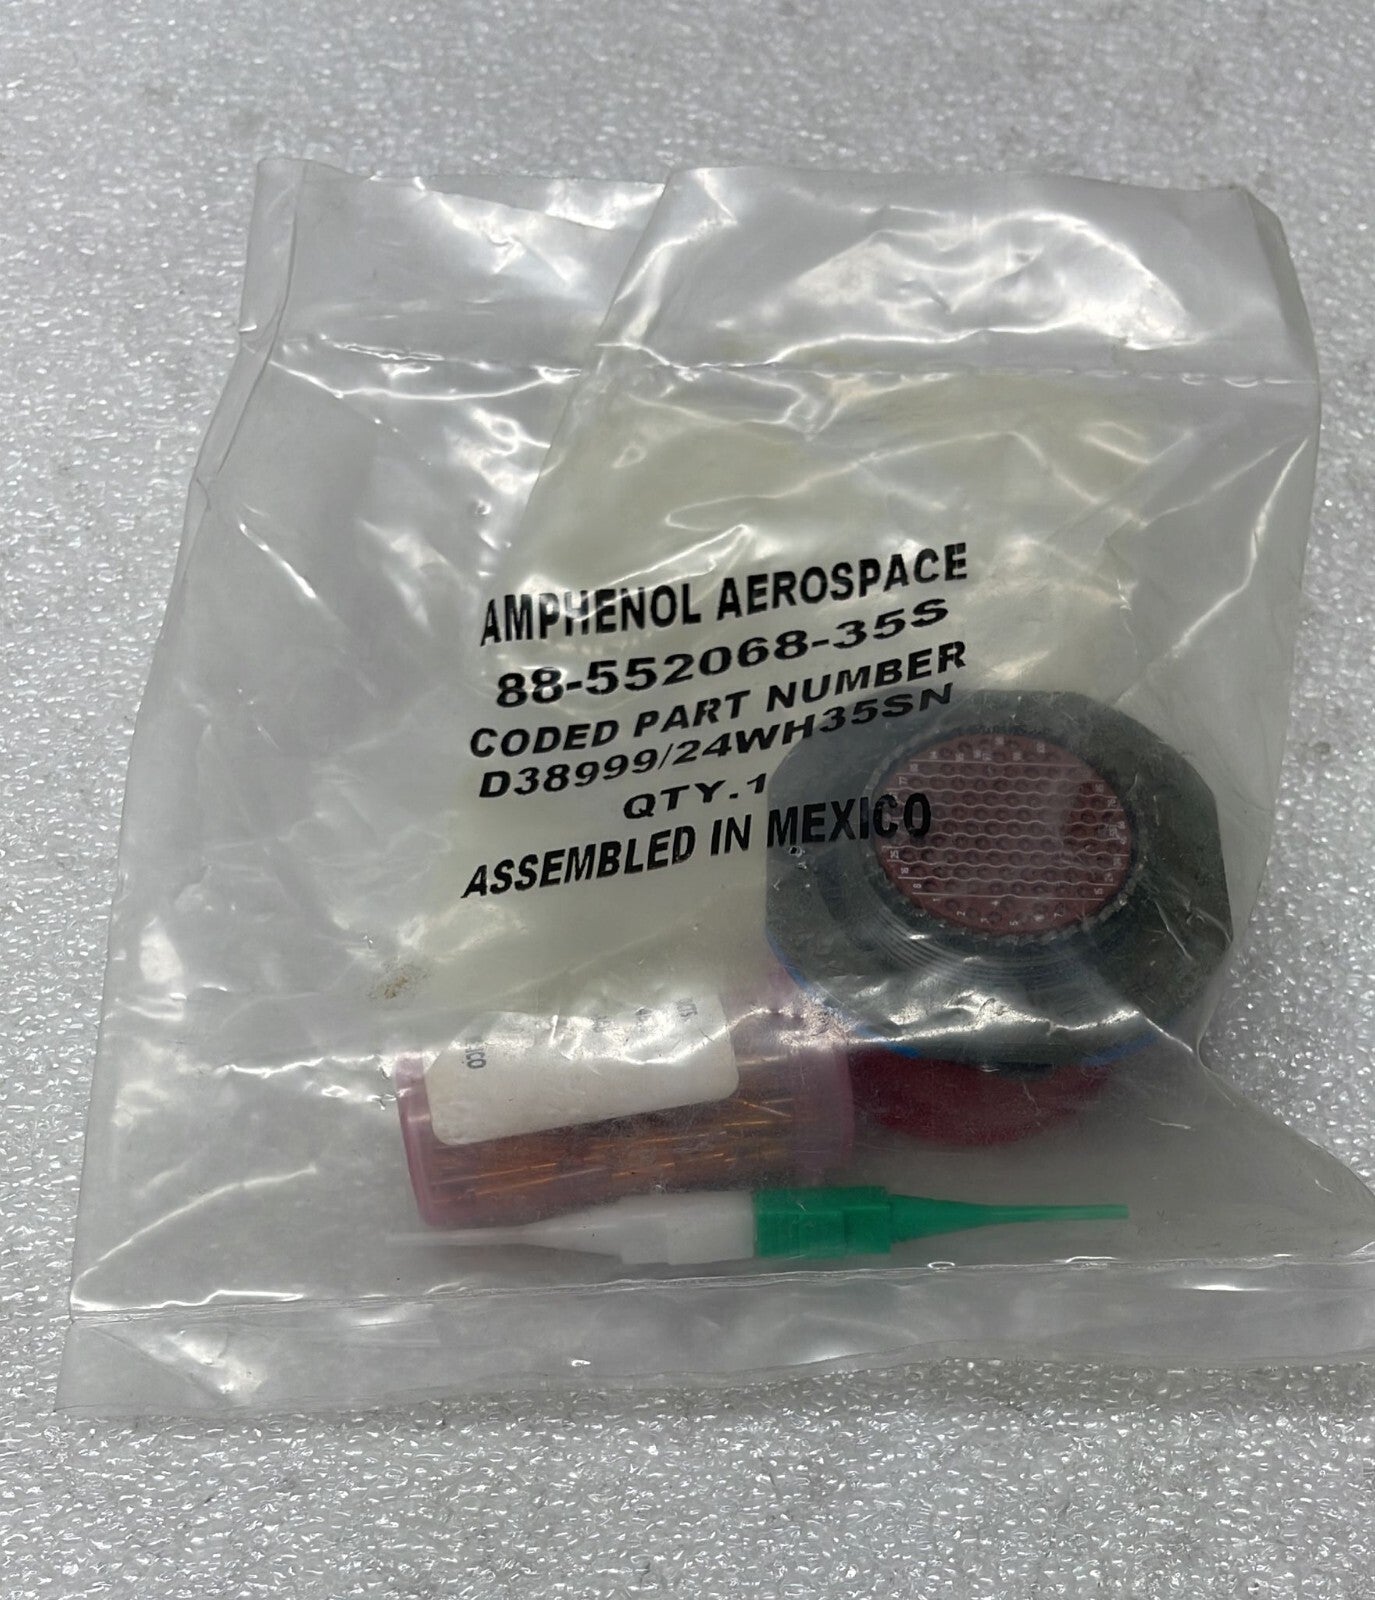 AMPHENOL AEROSPACE
88-552068-35S
CODED PART NUMBER
D38999/24WH35SN
QTY.1
ASSEMBLED IN MEXICO